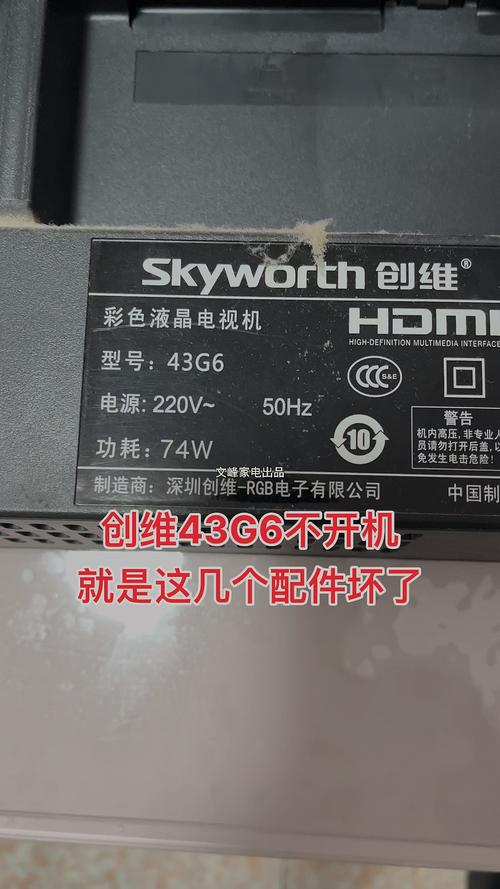 Skyworth 创维®
彩色液晶电视机
HDMI
HIGH-DEFINITION MULTIMEDIA INTERFACE
型号：43G6
CCC S&E
电源：220V~ 50Hz
10
警告
机内高压，非专业人
员请勿打开后盖，以
免发生电击危险！
功耗：74W
文峰家电出品
制造商：深圳创维-RGB电子有限公司
中国制
创维43G6不开机
就是这几个配件坏了